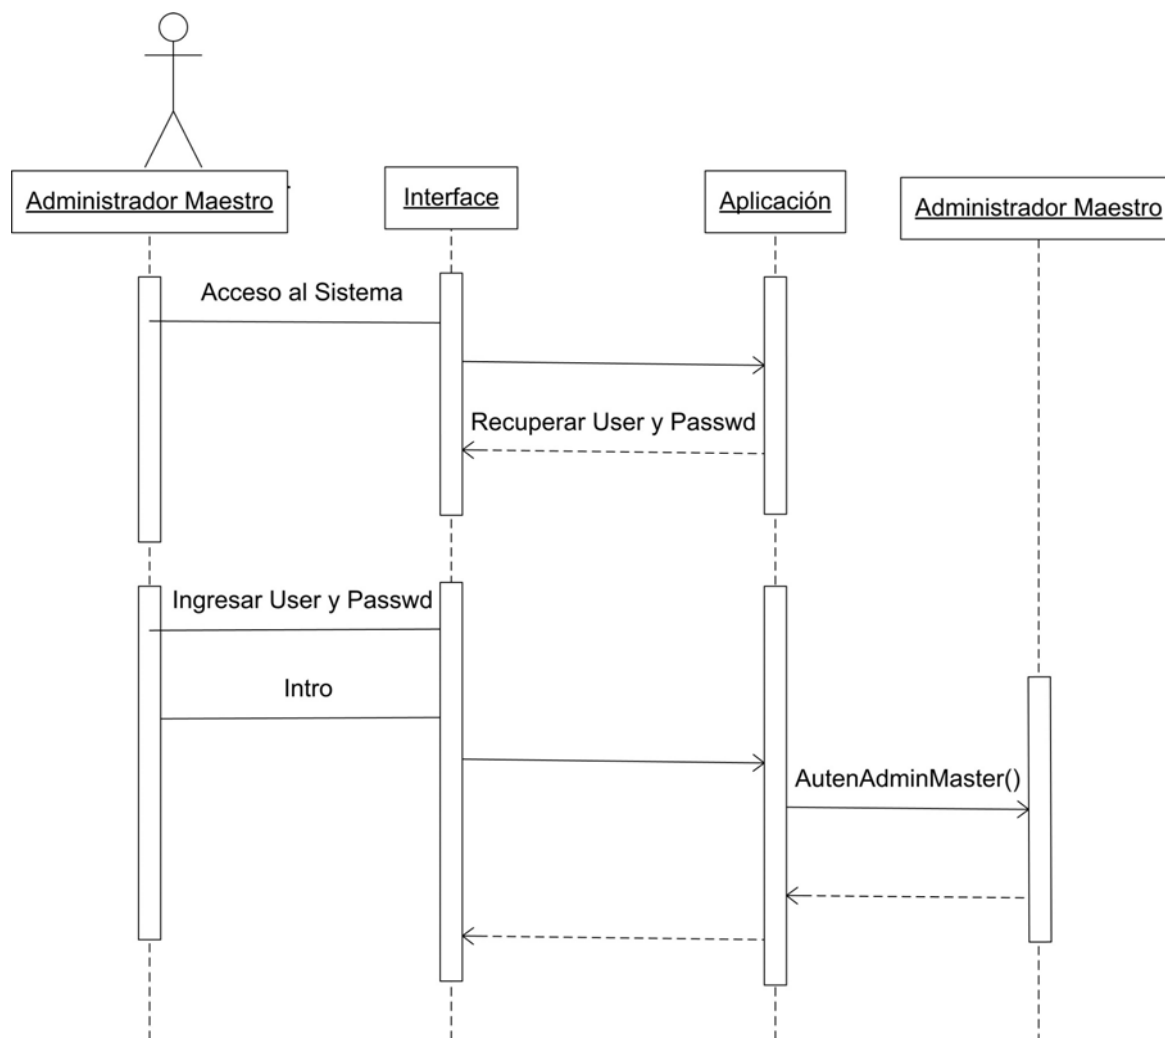 Administrador Maestro
Interface
Aplicación
Administrador Maestro
Acceso al Sistema
Recuperar User y Passwd
Ingresar User y Passwd
Intro
AutenAdminMaster()